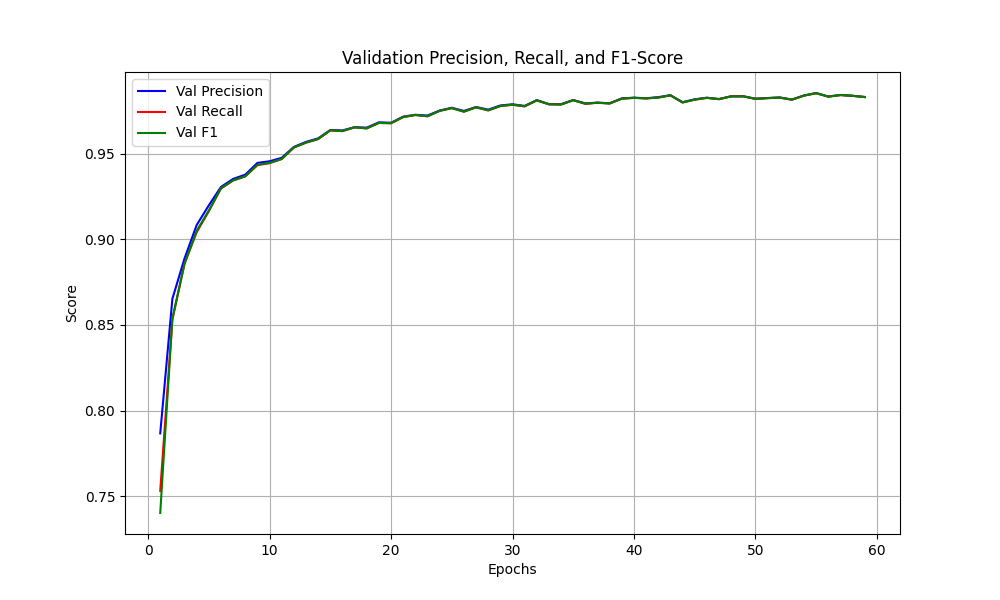 Validation Precision, Recall, and F1-Score
Val Precision
Val Recall
Val F1
0.95
0.90
0.85
0.80
0.75
Score
0 10 20 30 40 50 60
Epochs